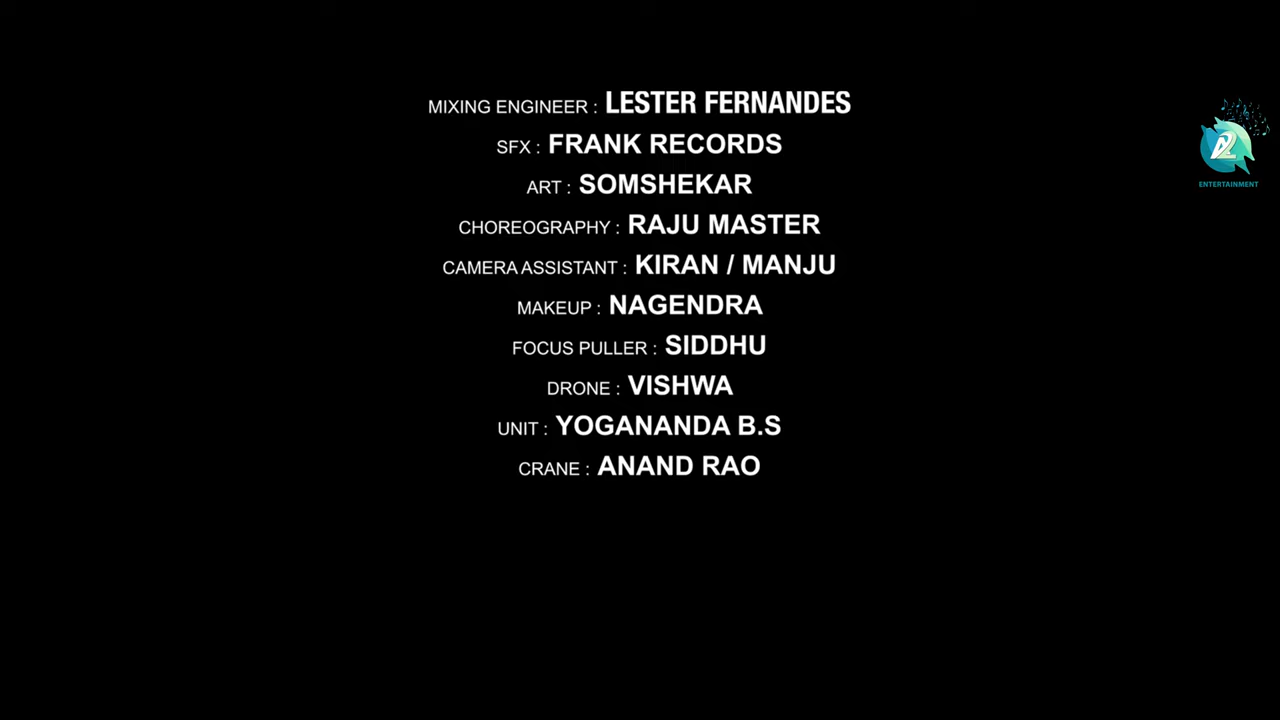 MIXING ENGINEER : LESTER FERNANDES
SFX : FRANK RECORDS
ART : SOMSHEKAR
CHOREOGRAPHY : RAJU MASTER
CAMERA ASSISTANT : KIRAN / MANJU
MAKEUP : NAGENDRA
FOCUS PULLER : SIDDHU
DRONE : VISHWA
UNIT : YOGANANDA B.S
CRANE : ANAND RAO
A2
ENTERTAINMENT